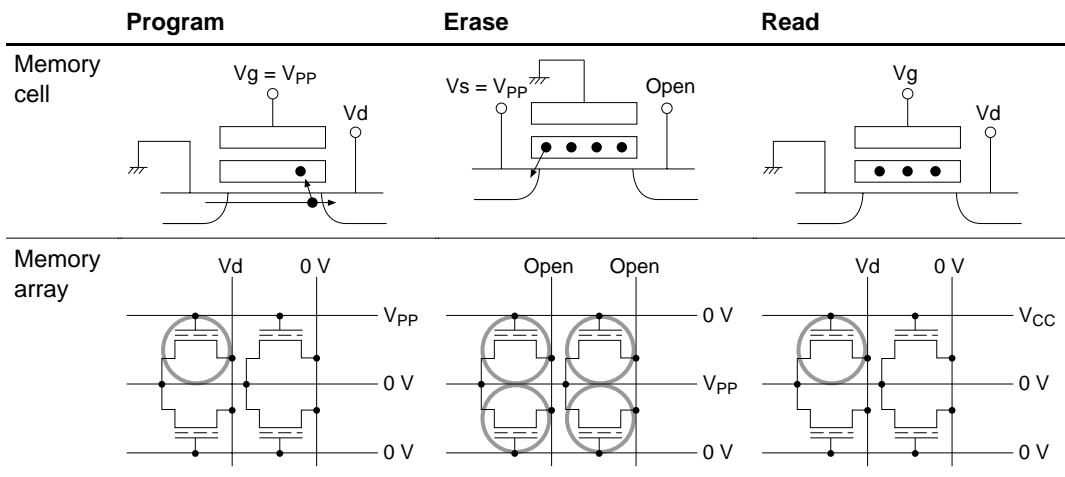 Program Erase Read
Memory
cell
Vg = VPP
Vd
Vs = VPP
Open
Vg
Vd
Memory
array
Vd 0 V
VPP
0 V
0 V
Open Open
0 V
VPP
0 V
Vd 0 V
VCC
0 V
0 V